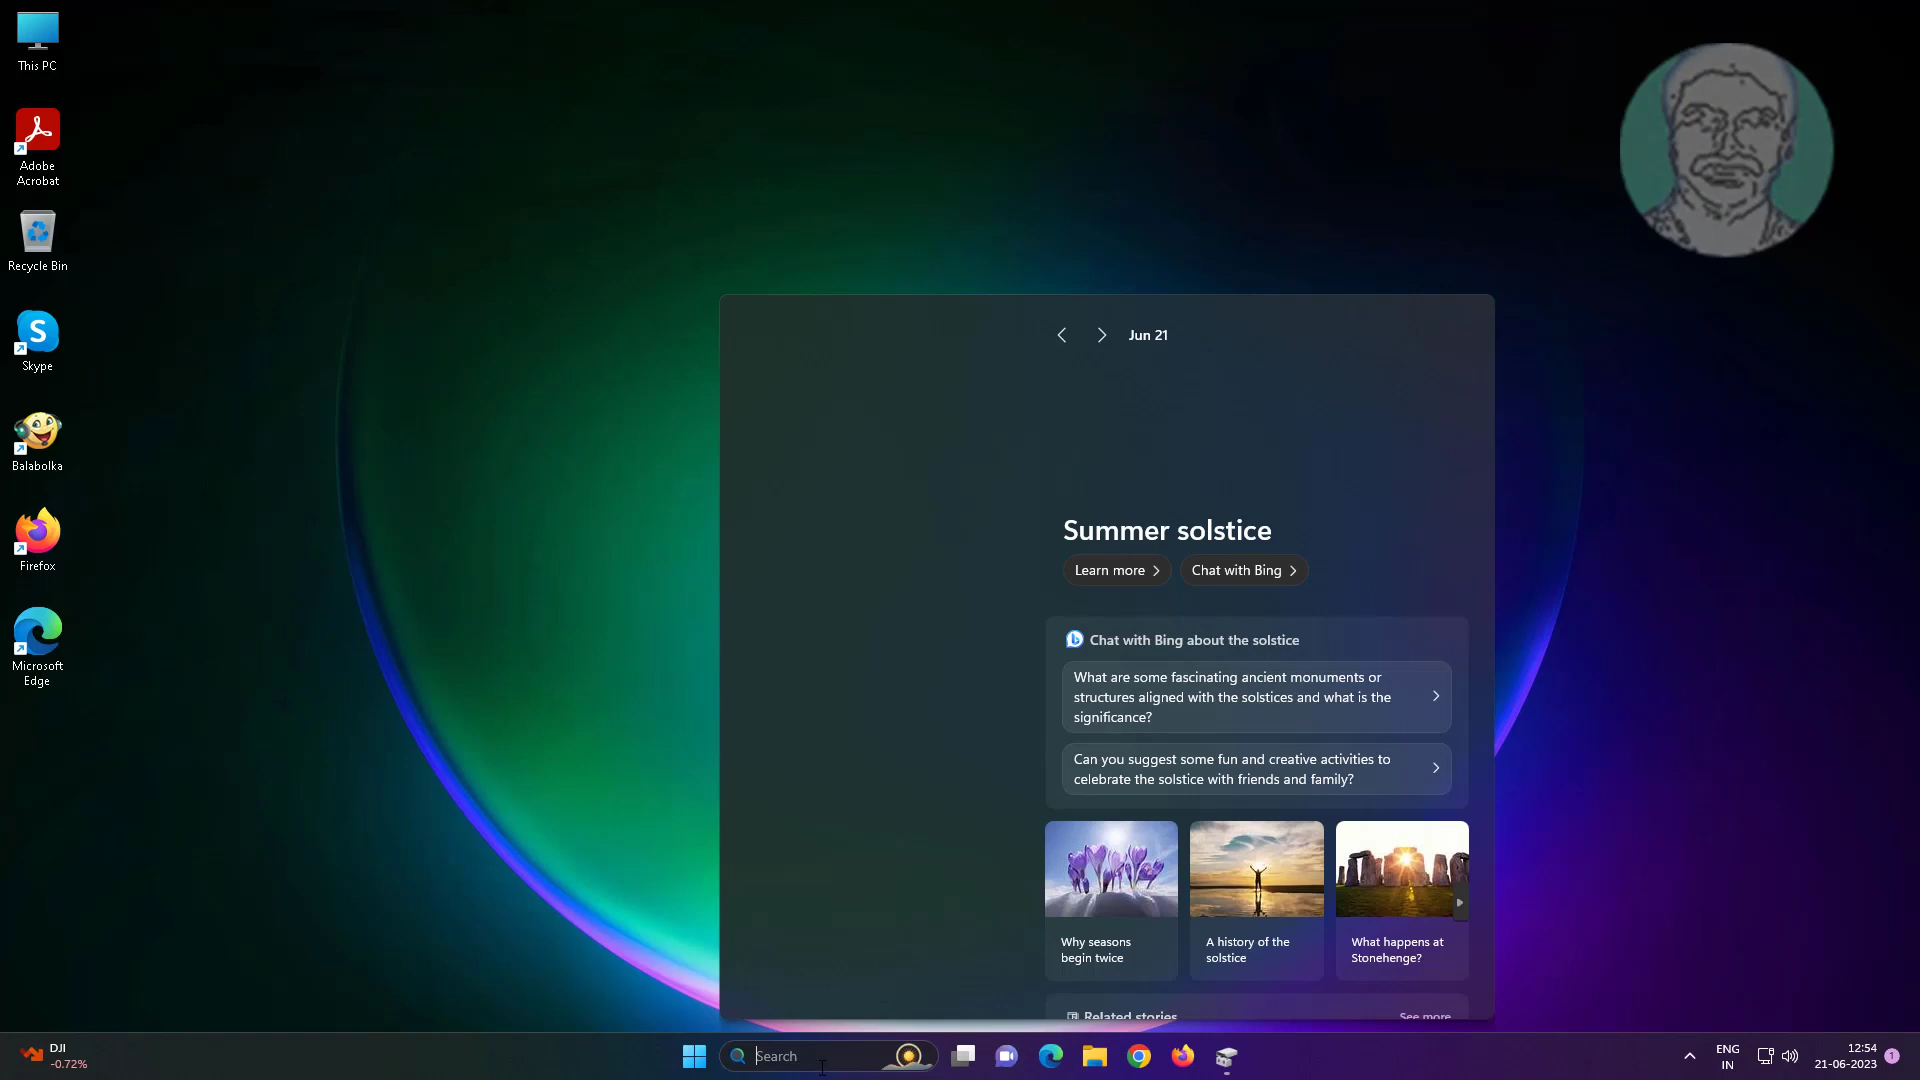 This PC
Adobe
Acrobat
Recycle Bin
S
Skype
Balabolka
Firefox
Microsoft
Edge
Jun 21
Summer solstice
Learn more
Chat with Bing
Chat with Bing about the solstice
What are some fascinating ancient monuments or
structures aligned with the solstices and what is the
significance?
Can you suggest some fun and creative activities to
celebrate the solstice with friends and family?
Why seasons
begin twice
A history of the
solstice
What happens at
Stonehenge?
Related stories
See more
DJI
-0.72%
Search
ENG
IN
12:54
21-06-2023
1